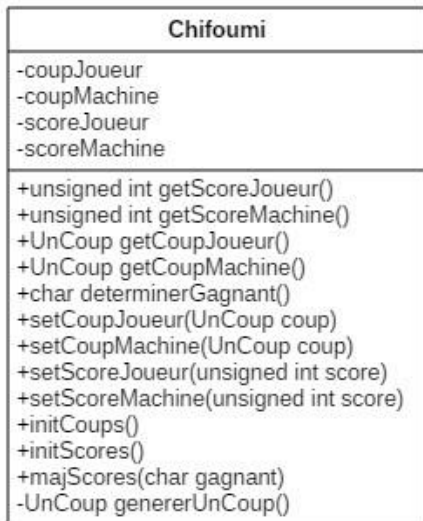 Chifoumi
-coupJoueur
-coupMachine
-scoreJoueur
-scoreMachine
+unsigned int getScoreJoueur()
+unsigned int getScoreMachine()
+UnCoup getCoupJoueur()
+UnCoup getCoupMachine()
+char determinerGagnant()
+setCoupJoueur(UnCoup coup)
+setCoupMachine(UnCoup coup)
+setScoreJoueur(unsigned int score)
+setScoreMachine(unsigned int score)
+initCoups()
+initScores()
+majScores(char gagnant)
-UnCoup genererUnCoup()